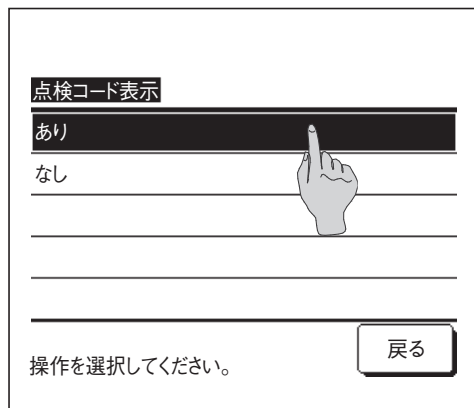 点検コード表示
あり
なし
操作を選択してください。
戻る